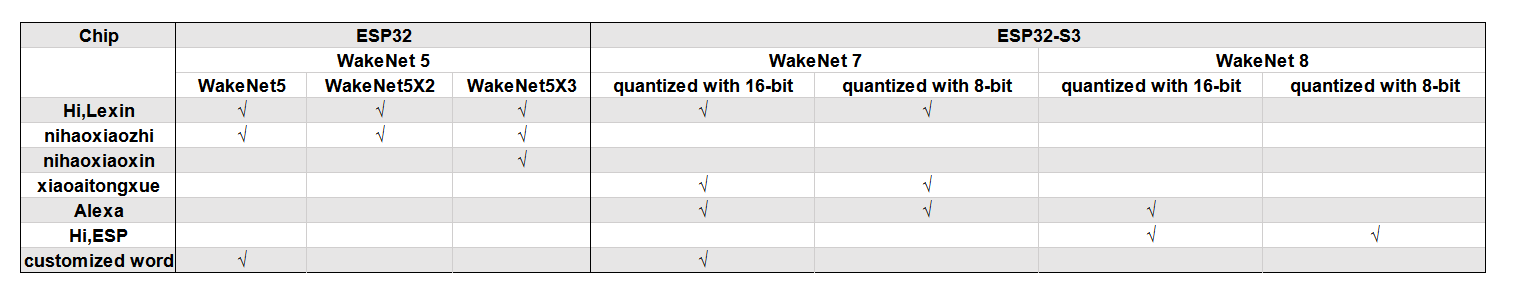 Chip ESP32 ESP32-S3
WakeNet 5 WakeNet 7 WakeNet 8
WakeNet5 WakeNet5X2 WakeNet5X3 quantized with 16-bit quantized with 8-bit quantized with 16-bit quantized with 8-bit
Hi,Lexin √ √ √ √ √
nihaoxiaozhi √ √ √
nihaoxiaoxin √
xiaoaitongxue √ √
Alexa √ √ √
Hi,ESP √ √
customized word √ √